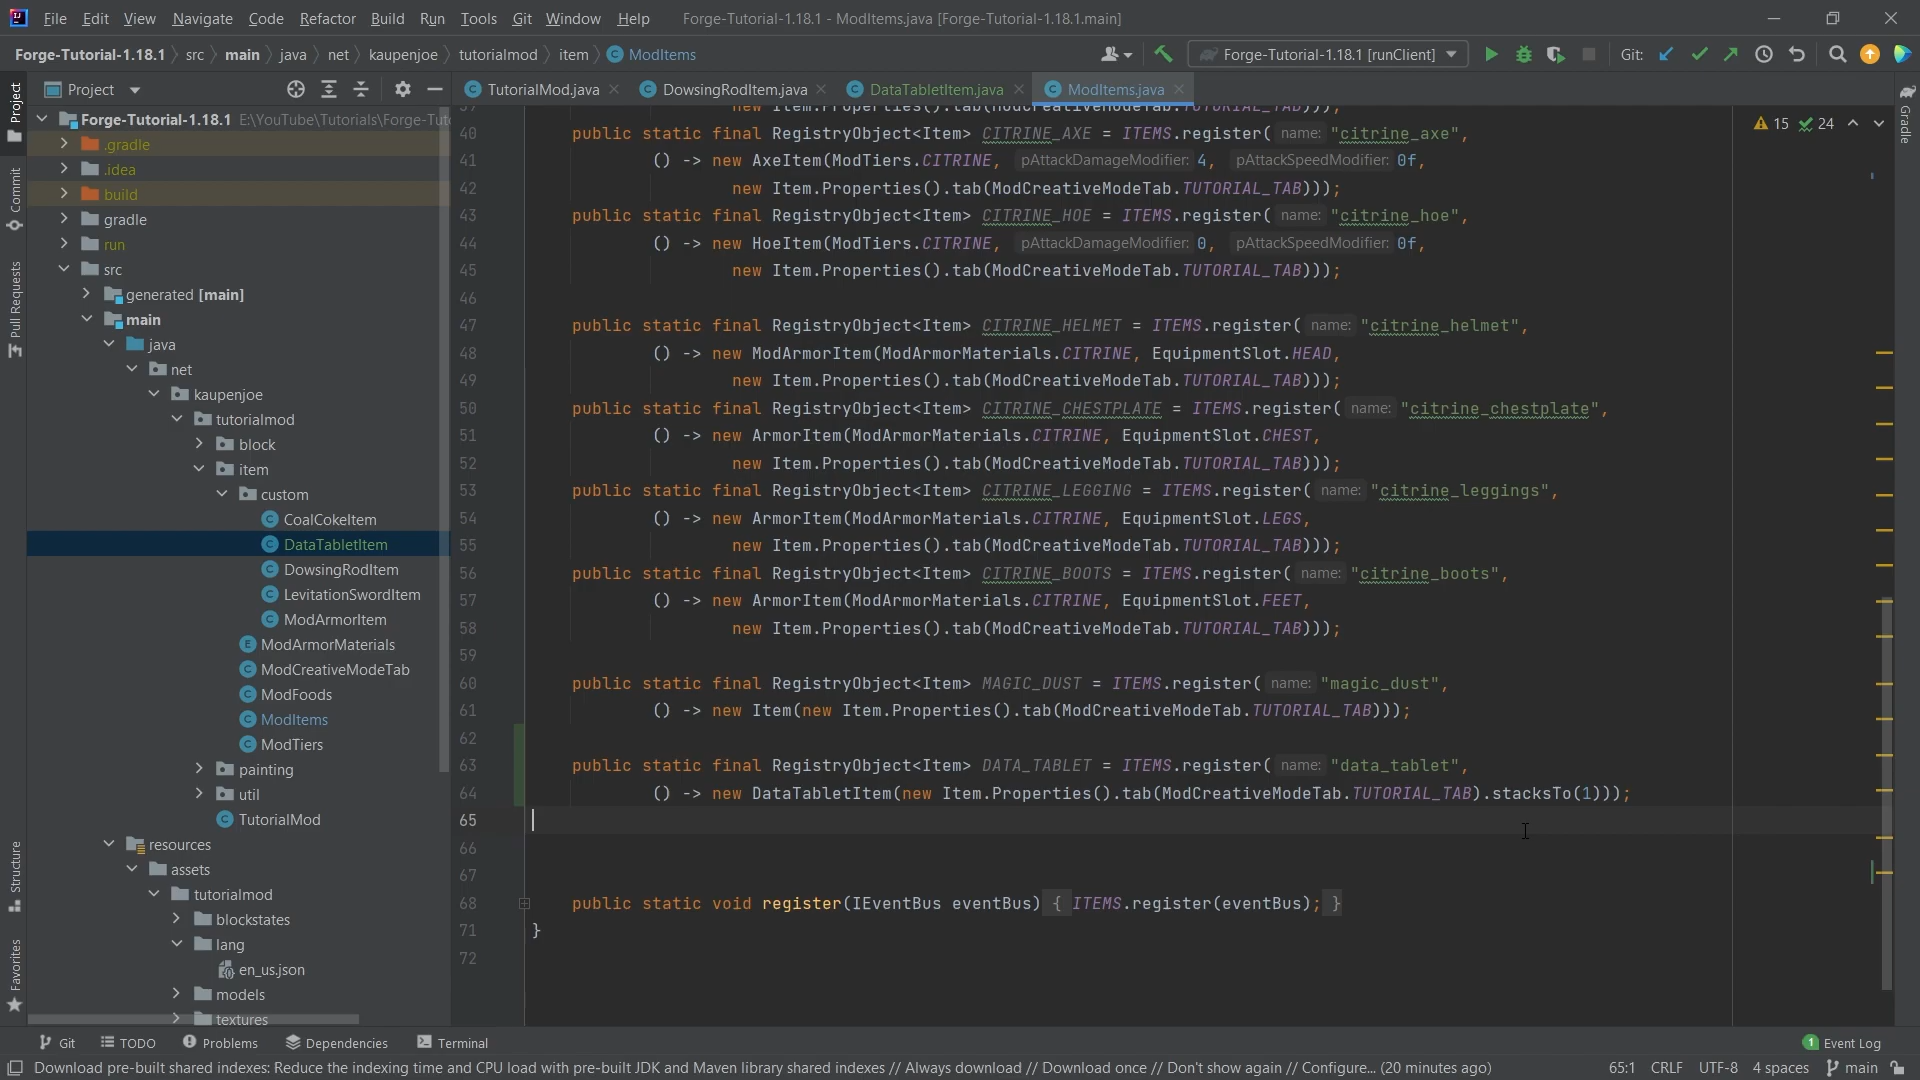 File Edit View Navigate Code Refactor Build Run Tools Git Window Help Forge-Tutorial-1.18.1 - ModItems.java [Forge-Tutorial-1.18.1.main]
Forge-Tutorial-1.18.1 src main java net kaupenjoe tutorialmod item ModItems Forge-Tutorial-1.18.1 [runClient] Git:
Project TutorialMod.java DowsingRodItem.java DataTabletItem.java ModItems.java
Forge-Tutorial-1.18.1 E:\YouTube\Tutorials\Forge-Tut
.gradle
.idea
build
gradle
run
src
generated [main]
main
java
net
kaupenjoe
tutorialmod
block
item
custom
CoalCokeItem
DataTabletItem
DowsingRodItem
LevitationSwordItem
ModArmorItem
ModArmorMaterials
ModCreativeModeTab
ModFoods
ModItems
ModTiers
painting
util
TutorialMod
resources
assets
tutorialmod
blockstates
lang
en_us.json
models
textures
Project
Commit
Pull Requests
Structure
Favorites
39 new Item.Properties().tab(ModCreativeModeTab.TUTORIAL_TAB)));
40 public static final RegistryObject<Item> CITRINE_AXE = ITEMS.register( name: "citrine_axe",
41 () -> new AxeItem(ModTiers.CITRINE, pAttackDamageModifier: 4, pAttackSpeedModifier: 0f,
42 new Item.Properties().tab(ModCreativeModeTab.TUTORIAL_TAB)));
43 public static final RegistryObject<Item> CITRINE_HOE = ITEMS.register( name: "citrine_hoe",
44 () -> new HoeItem(ModTiers.CITRINE, pAttackDamageModifier: 0, pAttackSpeedModifier: 0f,
45 new Item.Properties().tab(ModCreativeModeTab.TUTORIAL_TAB)));
46
47 public static final RegistryObject<Item> CITRINE_HELMET = ITEMS.register( name: "citrine_helmet",
48 () -> new ModArmorItem(ModArmorMaterials.CITRINE, EquipmentSlot.HEAD,
49 new Item.Properties().tab(ModCreativeModeTab.TUTORIAL_TAB)));
50 public static final RegistryObject<Item> CITRINE_CHESTPLATE = ITEMS.register( name: "citrine_chestplate",
51 () -> new ArmorItem(ModArmorMaterials.CITRINE, EquipmentSlot.CHEST,
52 new Item.Properties().tab(ModCreativeModeTab.TUTORIAL_TAB)));
53 public static final RegistryObject<Item> CITRINE_LEGGING = ITEMS.register( name: "citrine_leggings",
54 () -> new ArmorItem(ModArmorMaterials.CITRINE, EquipmentSlot.LEGS,
55 new Item.Properties().tab(ModCreativeModeTab.TUTORIAL_TAB)));
56 public static final RegistryObject<Item> CITRINE_BOOTS = ITEMS.register( name: "citrine_boots",
57 () -> new ArmorItem(ModArmorMaterials.CITRINE, EquipmentSlot.FEET,
58 new Item.Properties().tab(ModCreativeModeTab.TUTORIAL_TAB)));
59
60 public static final RegistryObject<Item> MAGIC_DUST = ITEMS.register( name: "magic_dust",
61 () -> new Item(new Item.Properties().tab(ModCreativeModeTab.TUTORIAL_TAB)));
62
63 public static final RegistryObject<Item> DATA_TABLET = ITEMS.register( name: "data_tablet",
64 () -> new DataTabletItem(new Item.Properties().tab(ModCreativeModeTab.TUTORIAL_TAB).stacksTo(1)));
65
66
67
68 public static void register(IEventBus eventBus) { ITEMS.register(eventBus); }
71 }
72
15 24
Gradle
Git TODO Problems Dependencies Terminal 1 Event Log
Download pre-built shared indexes: Reduce the indexing time and CPU load with pre-built JDK and Maven library shared indexes // Always download // Download once // Don't show again // Configure... (20 minutes ago) 65:1 CRLF UTF-8 4 spaces main